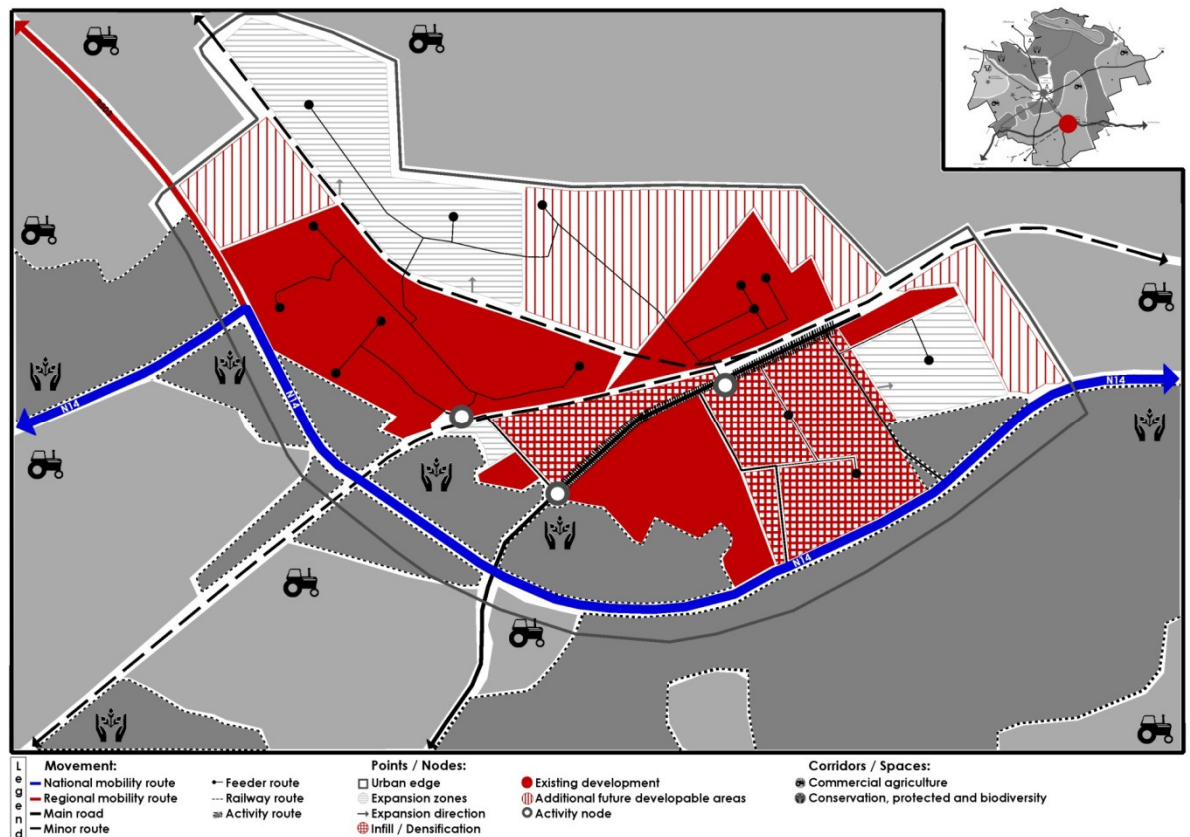 N14
N14
N14
N14
Legend
Movement:
National mobility route
Regional mobility route
Main road
Minor route
Feeder route
Railway route
Activity route
Points / Nodes:
Urban edge
Expansion zones
Expansion direction
Infill / Densification
Existing development
Additional future developable areas
Activity node
Corridors / Spaces:
Commercial agriculture
Conservation, protected and biodiversity